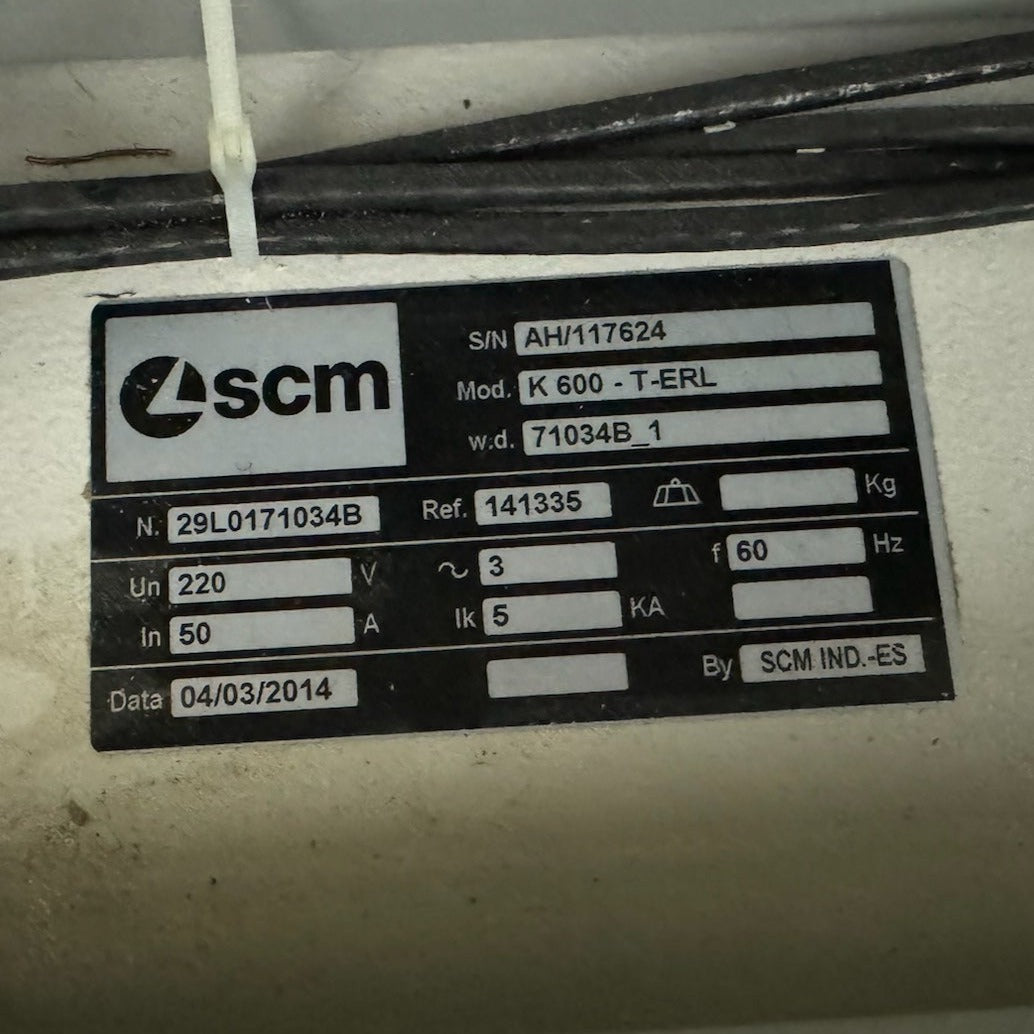 scm
S/N AH/117624
Mod. K 600 - T-ERL
w.d. 71034B_1
N. 29L0171034B Ref. 141335 Kg
Un 220 V ~ 3 f 60 Hz
In 50 A Ik 5 KA
Data 04/03/2014 By SCM IND.-ES